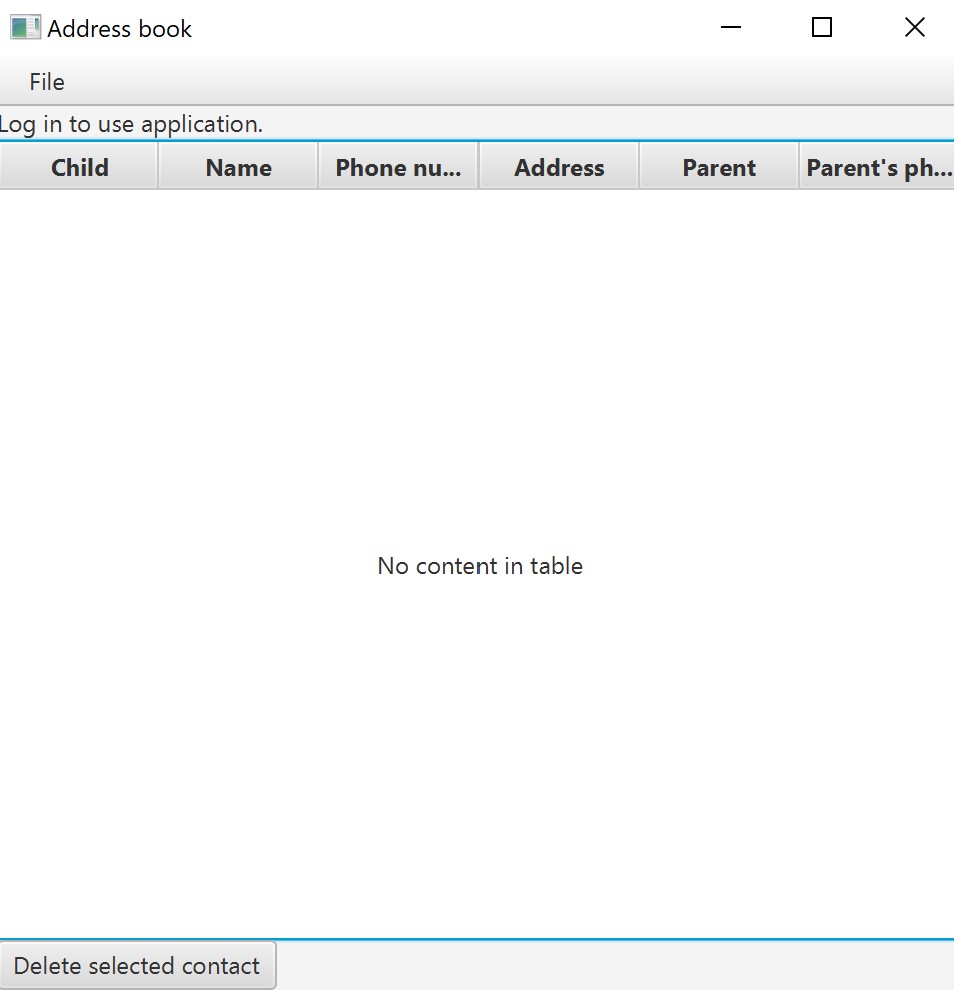 Address book
File
Log in to use application.
Child Name Phone nu... Address Parent Parent's ph...
No content in table
Delete selected contact